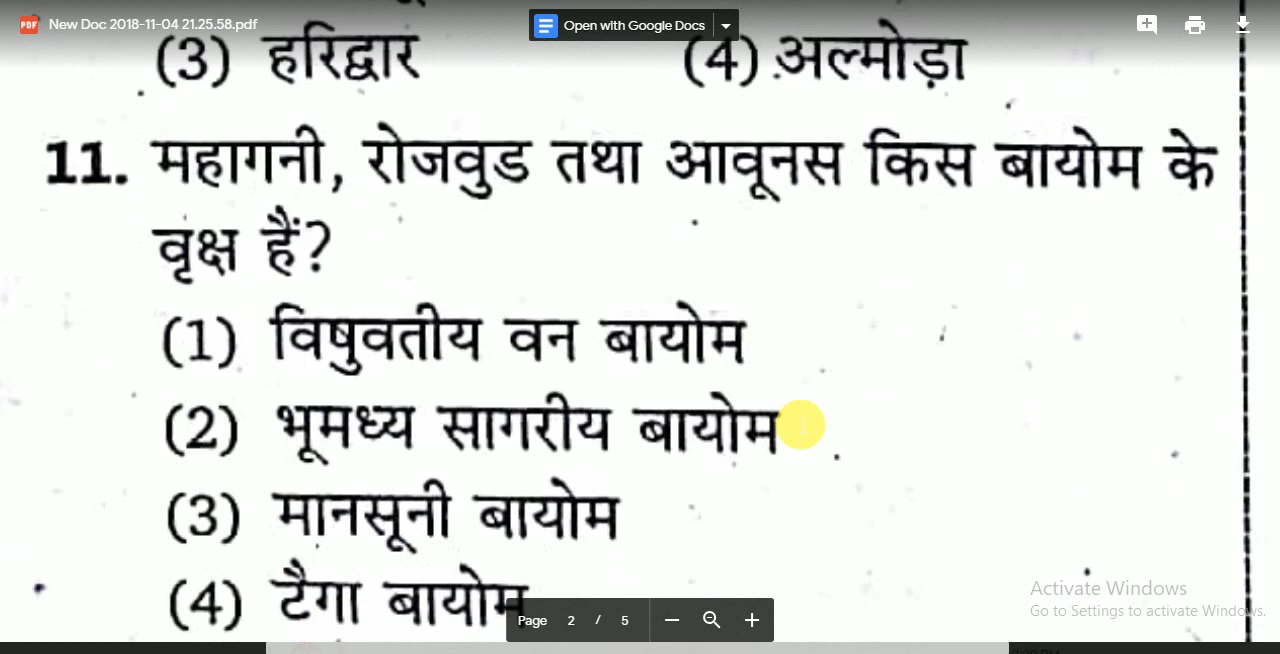 New Doc 2018-11-04 21.25.58.pdf
Open with Google Docs
(3) हरिद्वार (4) अल्मोड़ा
11. महागनी, रोजवुड तथा आवूनस किस बायोम के
वृक्ष हैं?
(1) विषुवतीय वन बायोम
(2) भूमध्य सागरीय बायोम
(3) मानसूनी बायोम
(4) टैगा बायोम
Page 2 / 5
Activate Windows
Go to Settings to activate Windows.